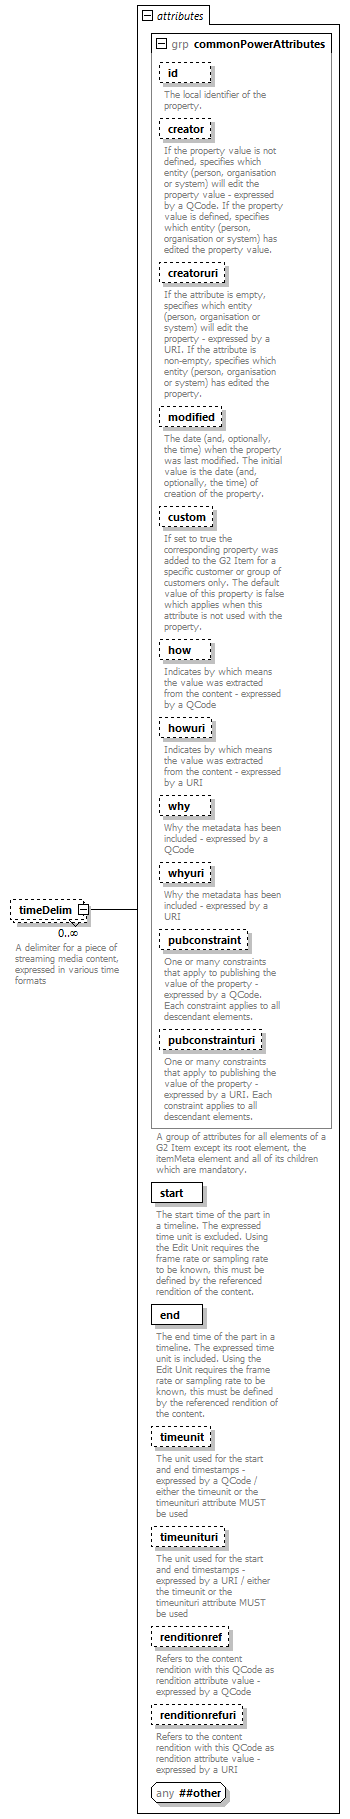 attributes
grp commonPowerAttributes
id
The local identifier of the
property.
creator
If the property value is not
defined, specifies which
entity (person, organisation
or system) will edit the
property value - expressed
by a QCode. If the property
value is defined, specifies
which entity (person,
organisation or system) has
edited the property value.
creatoruri
If the attribute is empty,
specifies which entity
(person, organisation or
system) will edit the
property - expressed by a
URI. If the attribute is
non-empty, specifies which
entity (person, organisation
or system) has edited the
property.
modified
The date (and, optionally,
the time) when the property
was last modified. The initial
value is the date (and,
optionally, the time) of
creation of the property.
custom
If set to true the
corresponding property was
added to the G2 Item for a
specific customer or group of
customers only. The default
value of this property is false
which applies when this
attribute is not used with the
property.
how
Indicates by which means
the value was extracted
from the content - expressed
by a QCode
howuri
Indicates by which means
the value was extracted
from the content - expressed
by a URI
why
Why the metadata has been
included - expressed by a
QCode
whyuri
Why the metadata has been
included - expressed by a
URI
pubconstraint
One or many constraints
that apply to publishing the
value of the property -
expressed by a QCode.
Each constraint applies to all
descendant elements.
pubconstrainturi
One or many constraints
that apply to publishing the
value of the property -
expressed by a URI. Each
constraint applies to all
descendant elements.
A group of attributes for all elements of a
G2 Item except its root element, the
itemMeta element and all of its children
which are mandatory.
timeDelim
0..∞
A delimiter for a piece of
streaming media content,
expressed in various time
formats
start
The start time of the part in
a timeline. The expressed
time unit is excluded. Using
the Edit Unit requires the
frame rate or sampling rate
to be known, this must be
defined by the referenced
rendition of the content.
end
The end time of the part in a
timeline. The expressed time
unit is included. Using the
Edit Unit requires the frame
rate or sampling rate to be
known, this must be defined
by the referenced rendition of
the content.
timeunit
The unit used for the start
and end timestamps -
expressed by a QCode /
either the timeunit or the
timeunituri attribute MUST
be used
timeunituri
The unit used for the start
and end timestamps -
expressed by a URI / either
the timeunit or the
timeunituri attribute MUST
be used
renditionref
Refers to the content
rendition with this QCode as
rendition attribute value -
expressed by a QCode
renditionrefuri
Refers to the content
rendition with this QCode as
rendition attribute value -
expressed by a URI
any ##other